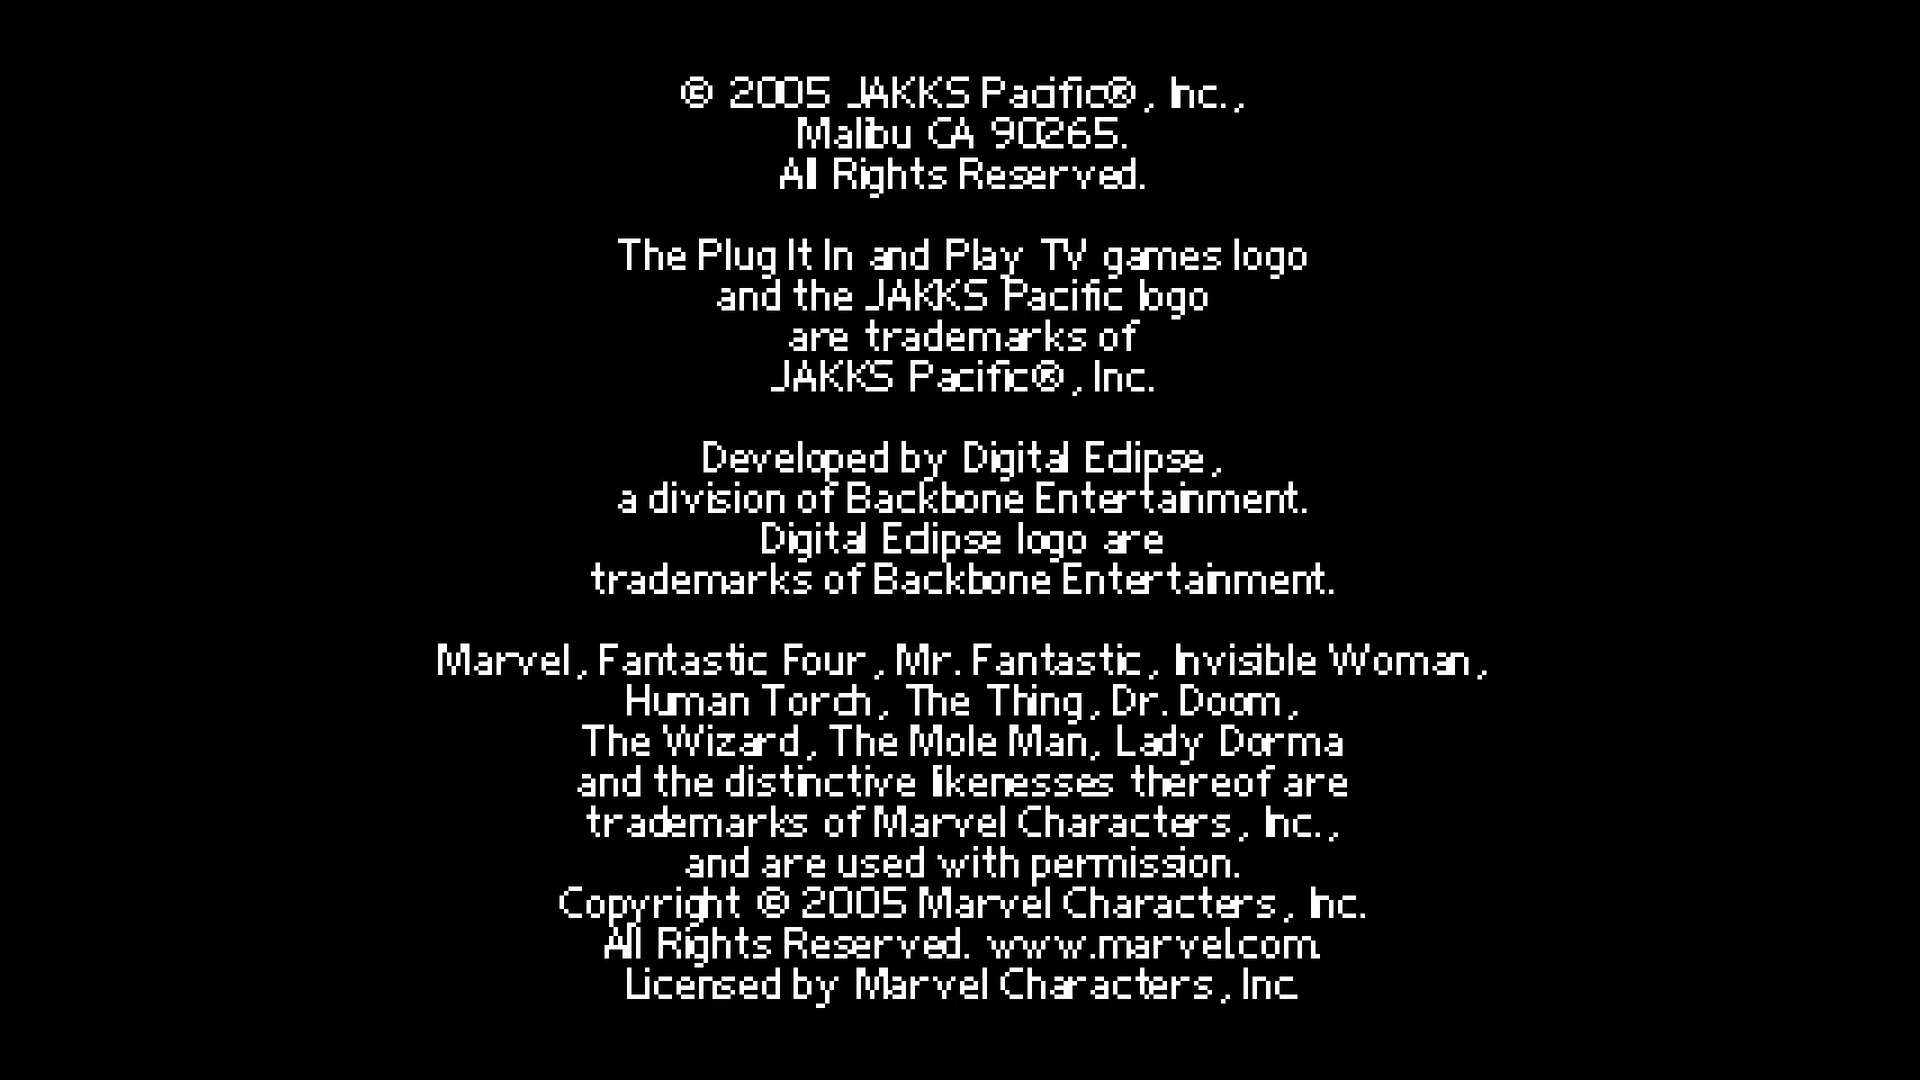 © 2005 JAKKS Pacific®, Inc.,
Malibu CA 90265.
All Rights Reserved.
The Plug It In and Play TV games logo
and the JAKKS Pacific logo
are trademarks of
JAKKS Pacific®, Inc.
Developed by Digital Eclipse,
a division of Backbone Entertainment.
Digital Eclipse logo are
trademarks of Backbone Entertainment.
Marvel, Fantastic Four, Mr. Fantastic, Invisible Woman,
Human Torch, The Thing, Dr. Doom,
The Wizard, The Mole Man, Lady Dorma
and the distinctive likenesses thereof are
trademarks of Marvel Characters, Inc.,
and are used with permission.
Copyright © 2005 Marvel Characters, Inc.
All Rights Reserved. www.marvel.com.
Licensed by Marvel Characters, Inc.